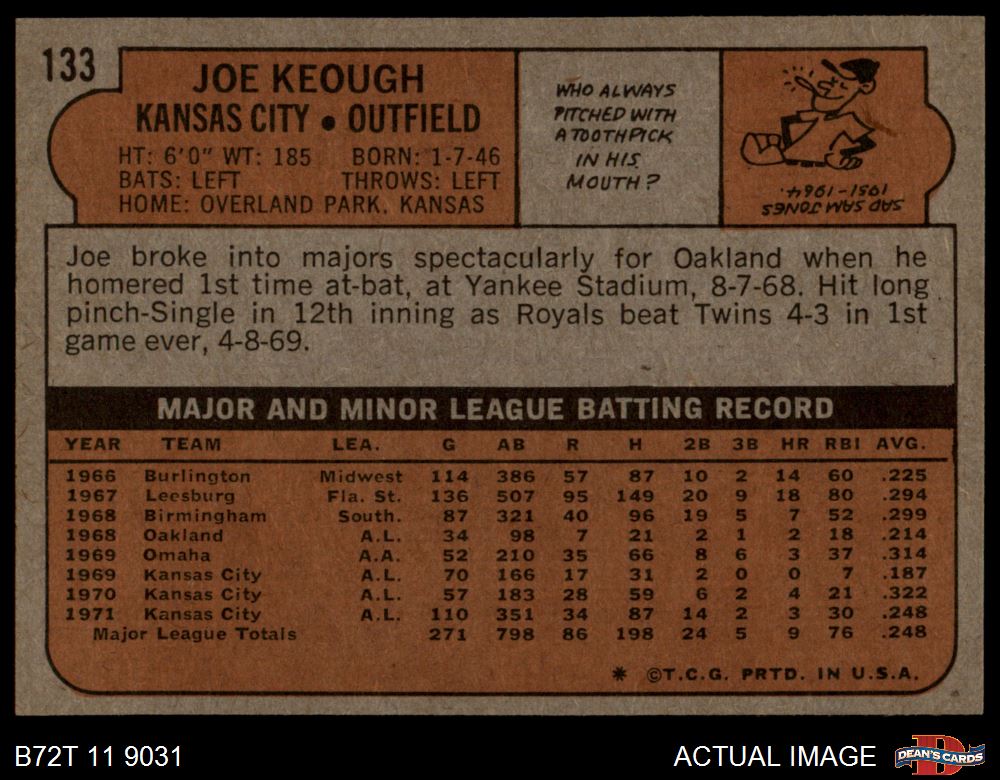 133
JOE KEOUGH
KANSAS CITY • OUTFIELD
HT: 6'0" WT: 185 BORN: 1-7-46
BATS: LEFT THROWS: LEFT
HOME: OVERLAND PARK, KANSAS
WHO ALWAYS
PITCHED WITH
A TOOTHPICK
IN HIS
MOUTH?
SAD SAM JONES
1951-1964.
Joe broke into majors spectacularly for Oakland when he
homered 1st time at-bat, at Yankee Stadium, 8-7-68. Hit long
pinch-Single in 12th inning as Royals beat Twins 4-3 in 1st
game ever, 4-8-69.
MAJOR AND MINOR LEAGUE BATTING RECORD
YEAR TEAM LEA. G AB R H 2B 3B HR RBI AVG.
1966 Burlington Midwest 114 386 57 87 10 2 14 60 .225
1967 Leesburg Fla. St. 136 507 95 149 20 9 18 80 .294
1968 Birmingham South. 87 321 40 96 19 5 7 52 .299
1968 Oakland A.L. 34 98 7 21 2 1 2 18 .214
1969 Omaha A.A. 52 210 35 66 8 6 3 37 .314
1969 Kansas City A.L. 70 166 17 31 2 0 0 7 .187
1970 Kansas City A.L. 57 183 28 59 6 2 4 21 .322
1971 Kansas City A.L. 110 351 34 87 14 2 3 30 .248
Major League Totals 271 798 86 198 24 5 9 76 .248
* ©T.C.G. PRTD. IN U.S.A.
B72T 11 9031
ACTUAL IMAGE
DEAN'S CARDS